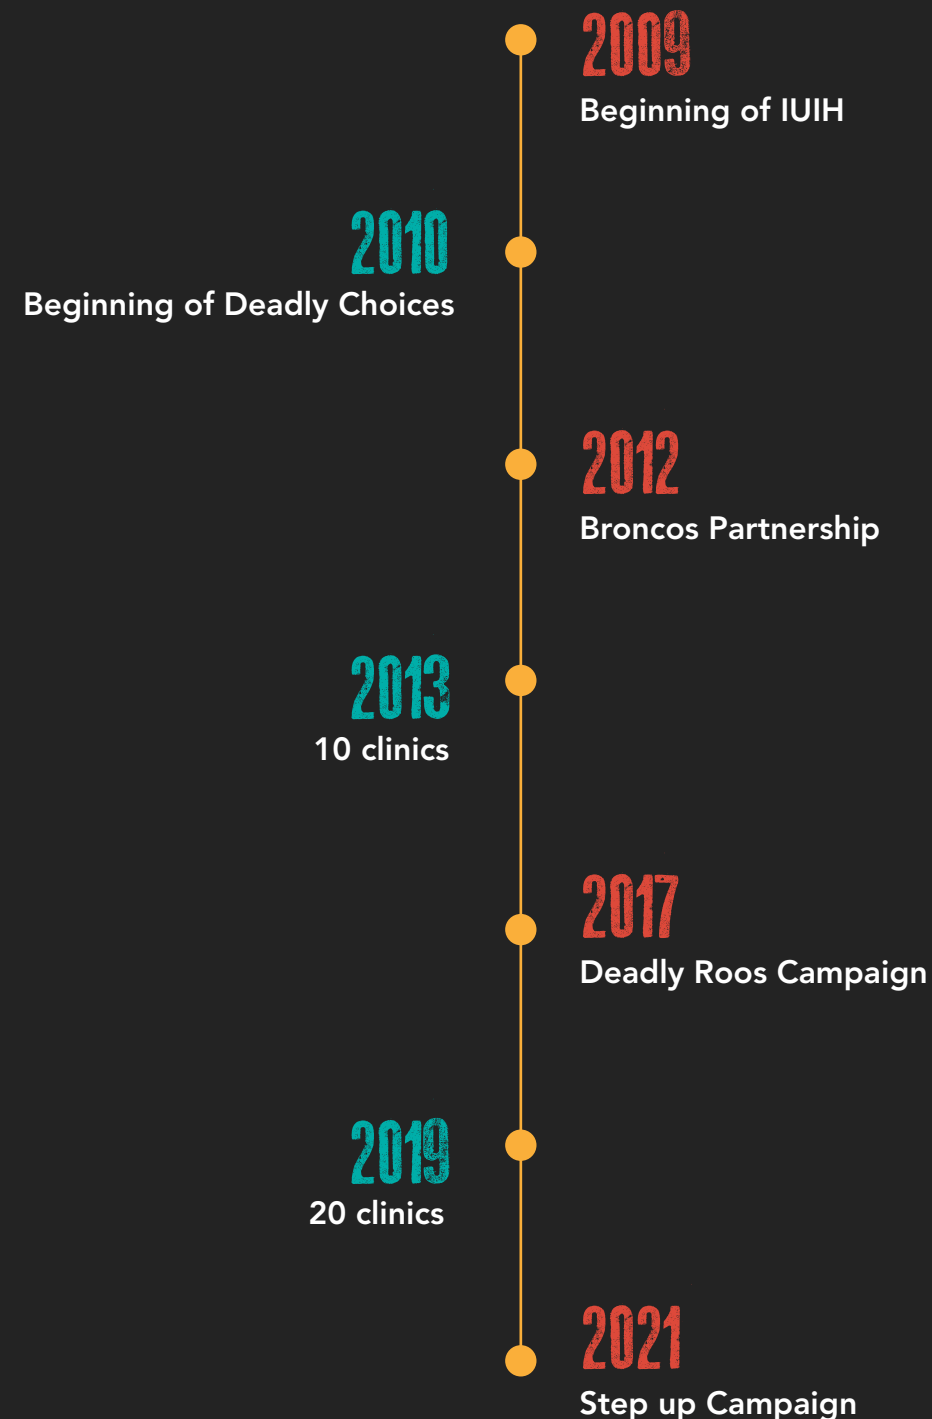 2009
Beginning of IUIH
2010
Beginning of Deadly Choices
2012
Broncos Partnership
2013
10 clinics
2017
Deadly Roos Campaign
2019
20 clinics
2021
Step up Campaign